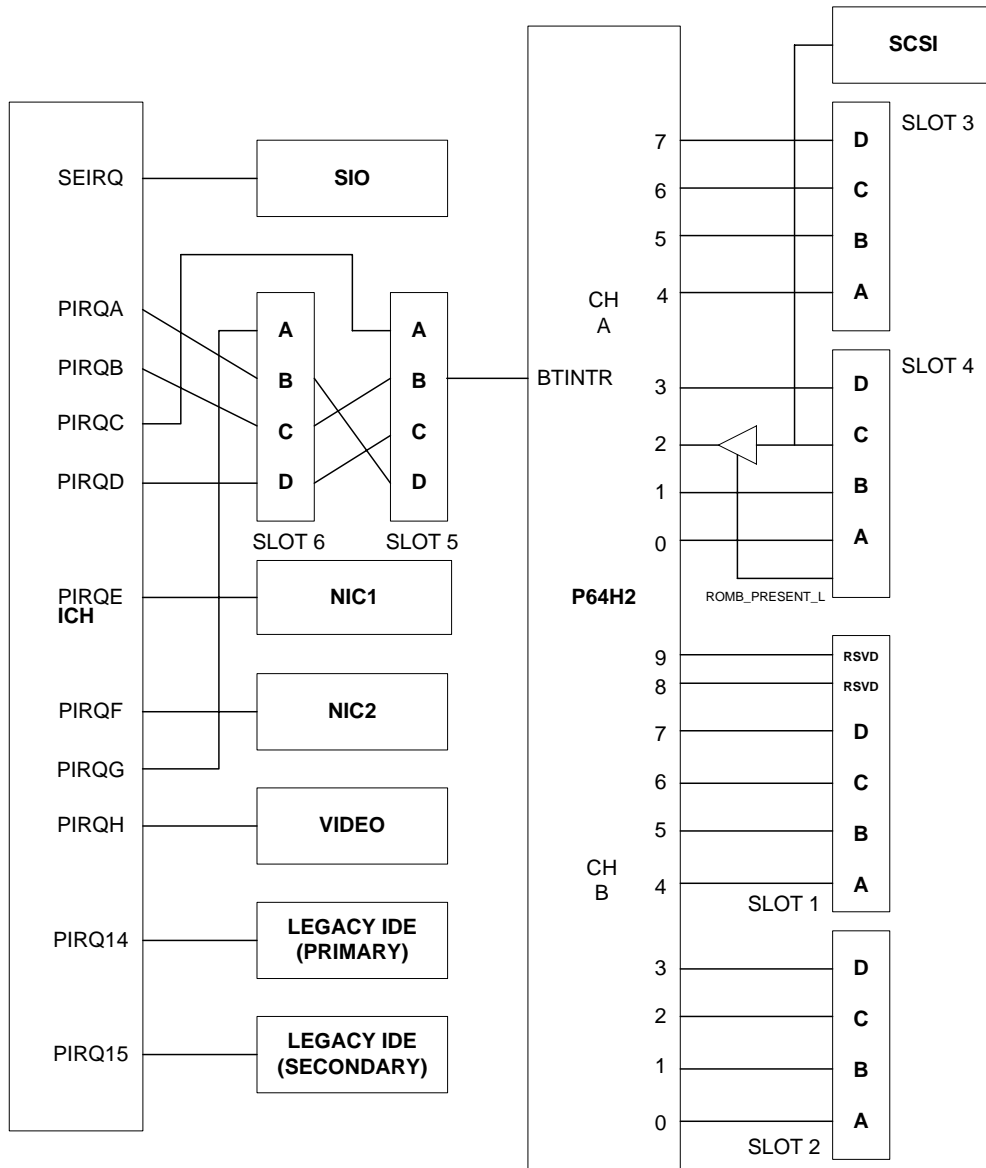 SCSI
SEIRQ
PIRQA
PIRQB
PIRQC
PIRQD
PIRQE
ICH
PIRQF
PIRQG
PIRQH
PIRQ14
PIRQ15
SIO
A
B
C
D
SLOT 6
A
B
C
D
SLOT 5
NIC1
NIC2
VIDEO
LEGACY IDE
(PRIMARY)
LEGACY IDE
(SECONDARY)
BTINTR
P64H2
CH
A
7
6
5
4
3
2
1
0
SLOT 3
D
C
B
A
SLOT 4
D
C
B
A
ROMB_PRESENT_L
CH
B
9
8
7
6
5
4
3
2
1
0
RSVD
RSVD
D
C
B
A
SLOT 1
D
C
B
A
SLOT 2